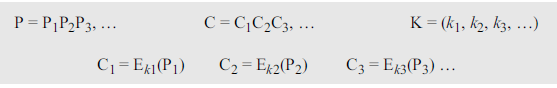 P = P₁P₂P₃, … C = C₁C₂C₃, … K = (k₁, k₂, k₃, …)
C₁ = Eₖ₁(P₁) C₂ = Eₖ₂(P₂) C₃ = Eₖ₃(P₃) …